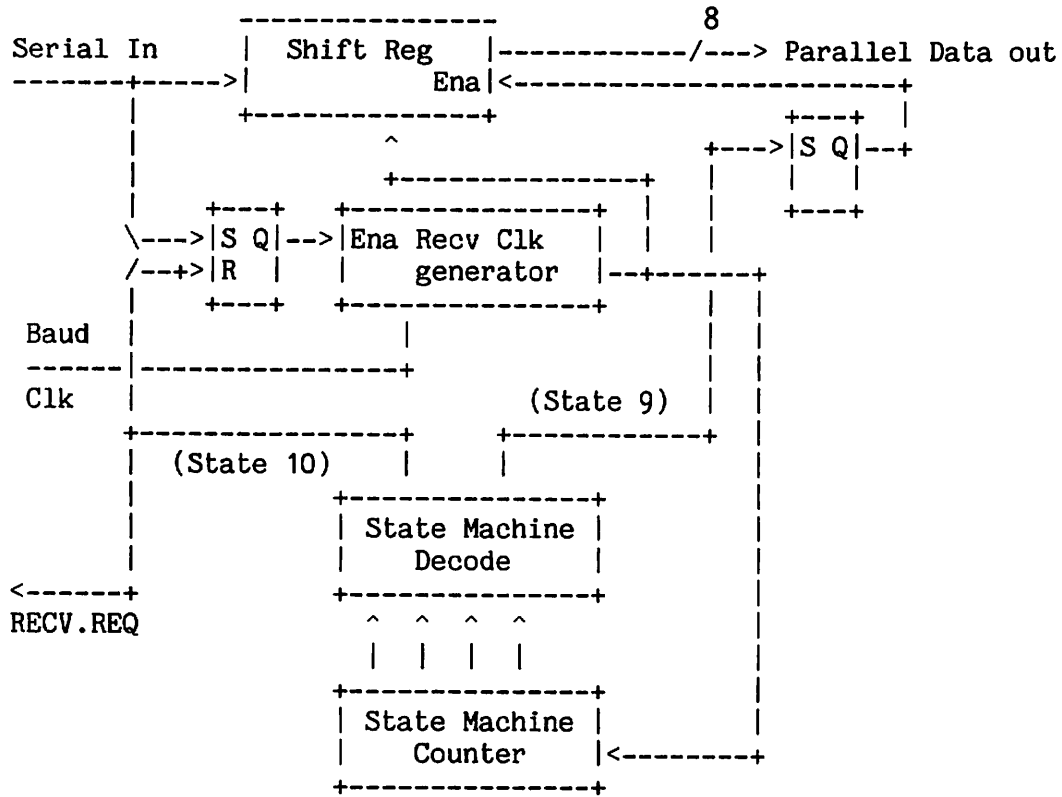 8
Serial In
Shift Reg
Parallel Data out
Ena
S Q
S Q
Ena Recv Clk
R
generator
Baud
Clk
(State 9)
(State 10)
State Machine
Decode
RECV.REQ
State Machine
Counter